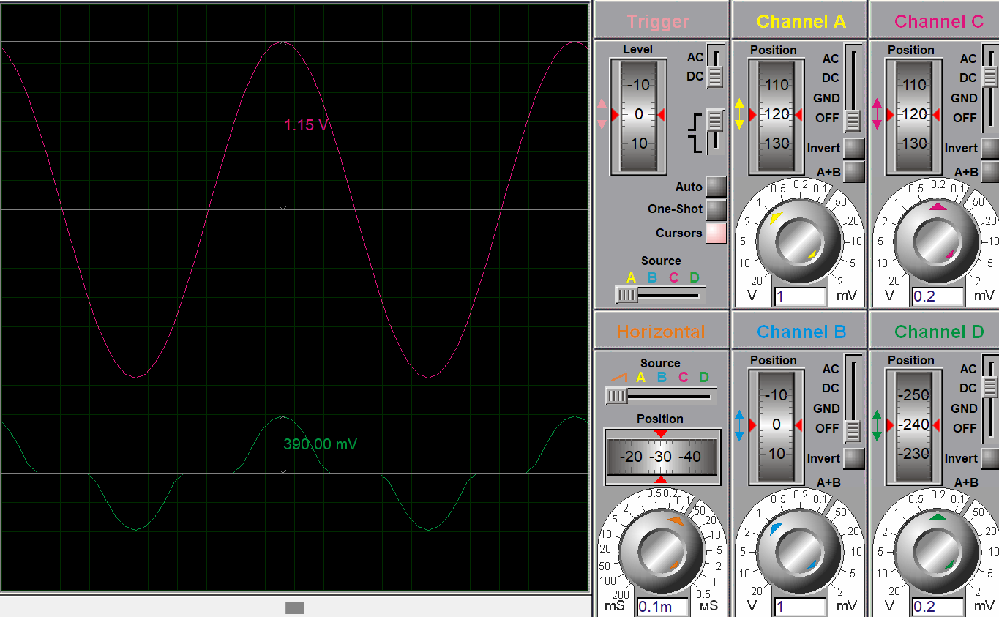 1.15 V
390.00 mV
Trigger
Level
-10
0
10
AC
DC
Auto
One-Shot
Cursors
Source
A B C D
Channel A
Position
110
120
130
AC
DC
GND
OFF
Invert
A+B
20 10 5 2 1 0.5 0.2 0.1 50 20 10 5 2
V
1
mV
Channel C
Position
110
120
130
AC
DC
GND
OFF
Invert
A+B
20 10 5 2 1 0.5 0.2 0.1 50 20 10 5 2
V
0.2
mV
Horizontal
Source
A B C D
Position
-20 -30 -40
200 100 50 20 10 5 2 1 0.5 0.2 0.1 50 20 10 5 2 1 0.5
mS
0.1m
мS
Channel B
Position
-10
0
10
AC
DC
GND
OFF
Invert
A+B
20 10 5 2 1 0.5 0.2 0.1 50 20 10 5 2
V
1
mV
Channel D
Position
-250
-240
-230
AC
DC
GND
OFF
Invert
A+B
20 10 5 2 1 0.5 0.2 0.1 50 20 10 5 2
V
0.2
mV